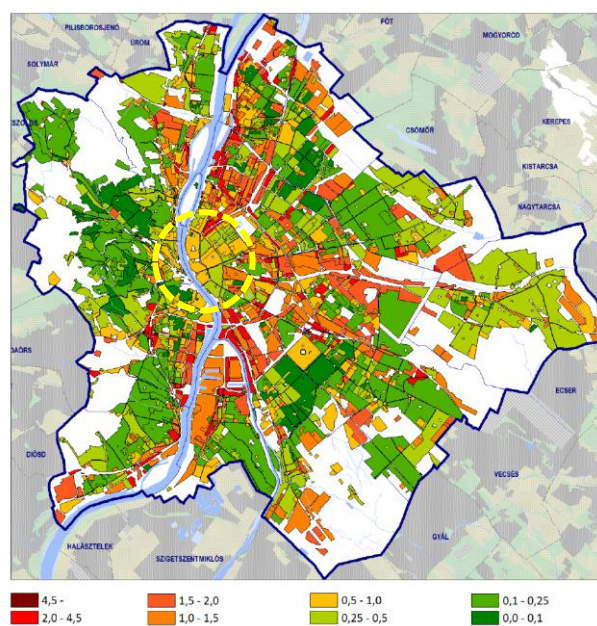 PILISBOROSJENŐ
ÜRÖM
SOLYMÁR
FÓT
MOGYORÓD
CSÖMÖR
KEREPES
KISTARCSA
NAGYTARCSA
ECSER
VECSÉS
DIÓSD
GYÁL
HALÁSZTELEK
SZIGETSZENTMIKLÓS
4,5 -
1,5 - 2,0
0,5 - 1,0
0,1 - 0,25
2,0 - 4,5
1,0 - 1,5
0,25 - 0,5
0,0 - 0,1